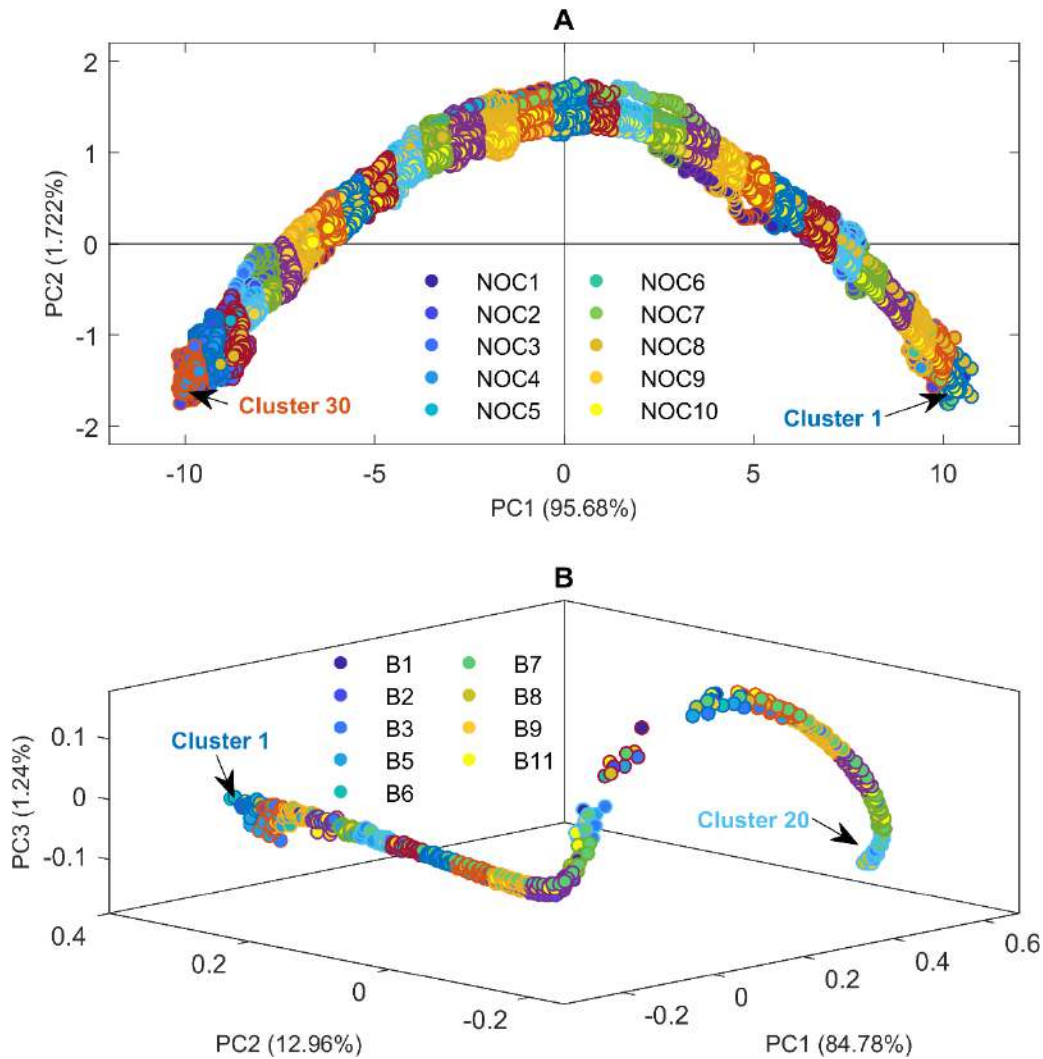 A
2
1
0
-1
-2
PC2 (1.722%)
NOC1
NOC2
NOC3
NOC4
NOC5
NOC6
NOC7
NOC8
NOC9
NOC10
Cluster 30
Cluster 1
-10
-5
0
5
10
PC1 (95.68%)
B
B1
B2
B3
B5
B6
B7
B8
B9
B11
Cluster 1
Cluster 20
0.1
0
-0.1
PC3 (1.24%)
0.4
0.2
0
-0.2
PC2 (12.96%)
-0.2
0
0.2
0.4
0.6
PC1 (84.78%)